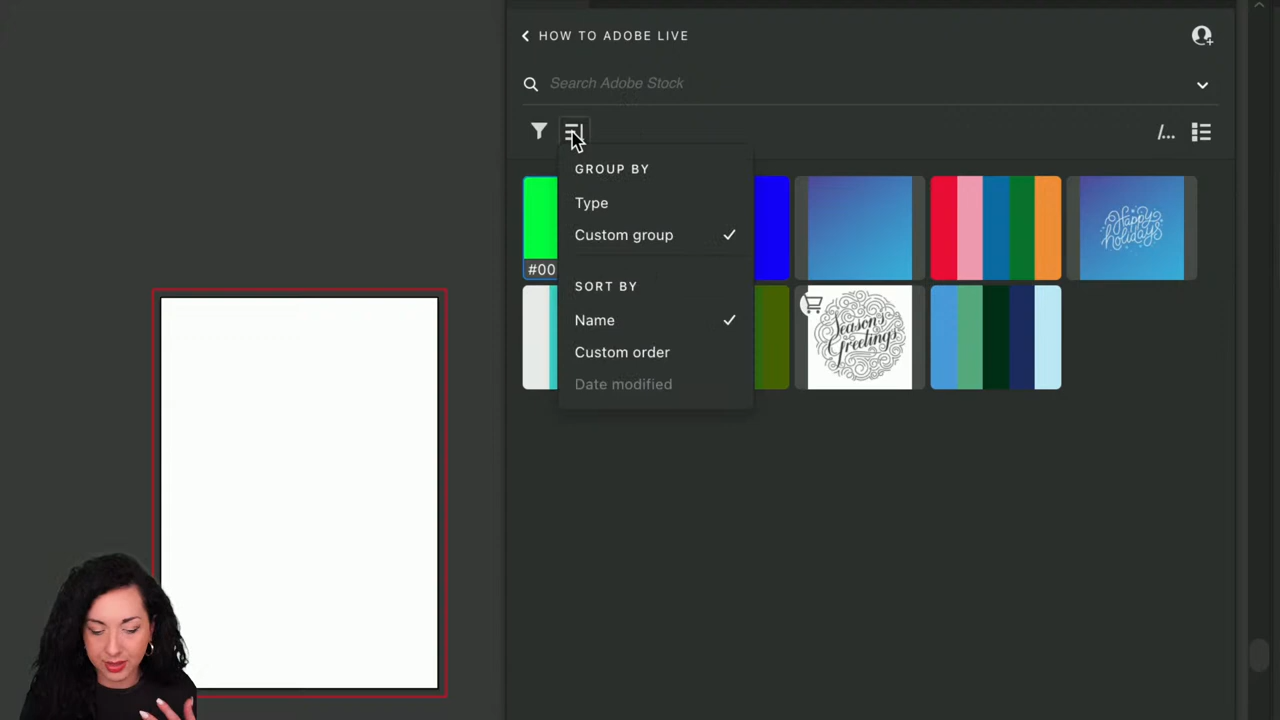 HOW TO ADOBE LIVE
Search Adobe Stock
/...
GROUP BY
Type
Custom group
#00
SORT BY
Name
Custom order
Date modified
Happy
Holidays
Season's
Greetings